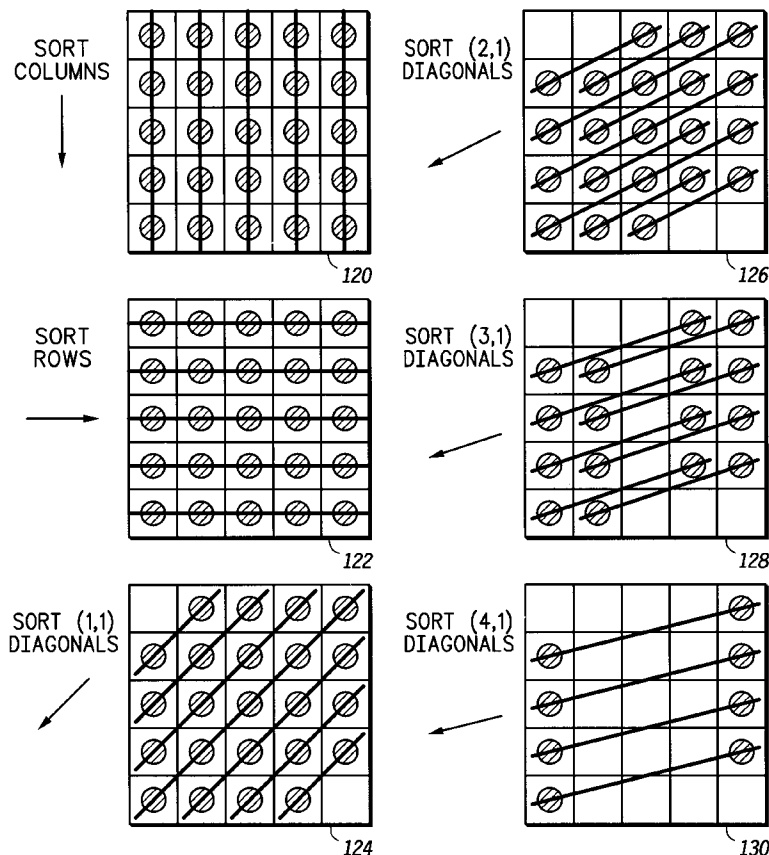 SORT
COLUMNS
120
SORT (2,1)
DIAGONALS
126
SORT
ROWS
122
SORT (3,1)
DIAGONALS
128
SORT (1,1)
DIAGONALS
124
SORT (4,1)
DIAGONALS
130